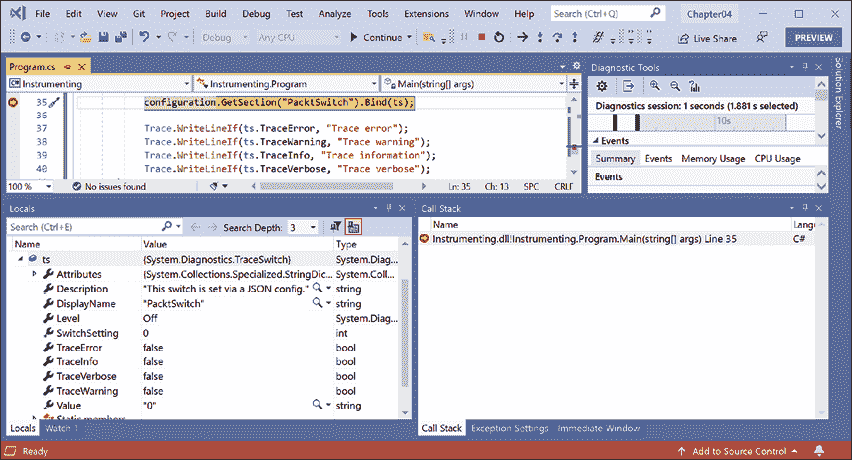 File Edit View Git Project Build Debug Test Analyze Tools Extensions Window Help Search (Ctrl+Q) Chapter04
Debug Any CPU Continue Live Share PREVIEW
Program.cs
Instrumenting Instrumenting.Program Main(string[] args)
35 configuration.GetSection("PacktSwitch").Bind(ts);
36
37 Trace.WriteLineIf(ts.TraceError, "Trace error");
38 Trace.WriteLineIf(ts.TraceWarning, "Trace warning");
39 Trace.WriteLineIf(ts.TraceInfo, "Trace information");
40 Trace.WriteLineIf(ts.TraceVerbose, "Trace verbose");
100 % No issues found Ln: 35 Ch: 13 SPC CRLF
Diagnostic Tools
Diagnostics session: 1 seconds (1.881 s selected)
10s
Events
Summary Events Memory Usage CPU Usage
Events
Solution Explorer
Locals
Search (Ctrl+E) Search Depth: 3
Name Value Type
ts {System.Diagnostics.TraceSwitch} System.Diag...
Attributes {System.Collections.Specialized.StringDic... System.Coll...
Description "This switch is set via a JSON config." string
DisplayName "PacktSwitch" string
Level Off System.Diag...
SwitchSetting 0 int
TraceError false bool
TraceInfo false bool
TraceVerbose false bool
TraceWarning false bool
Value "0" string
Static members
Locals Watch 1
Call Stack
Name Lang
Instrumenting.dll!Instrumenting.Program.Main(string[] args) Line 35 C#
Call Stack Exception Settings Immediate Window
Ready Add to Source Control